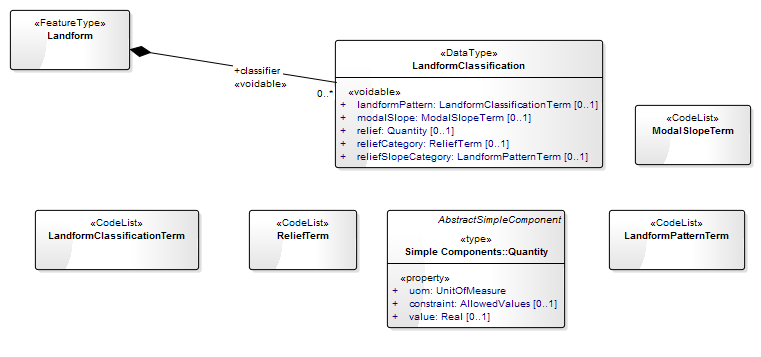 «FeatureType»
Landform
+classifier
«voidable»
0..*
«DataType»
LandformClassification
«voidable»
+ landformPattern: LandformClassificationTerm [0..1]
+ modalSlope: ModalSlopeTerm [0..1]
+ relief: Quantity [0..1]
+ reliefCategory: ReliefTerm [0..1]
+ reliefSlopeCategory: LandformPatternTerm [0..1]
«CodeList»
ModalSlopeTerm
«CodeList»
LandformClassificationTerm
«CodeList»
ReliefTerm
AbstractSimpleComponent
«type»
Simple Components::Quantity
«property»
+ uom: UnitOfMeasure
+ constraint: AllowedValues [0..1]
+ value: Real [0..1]
«CodeList»
LandformPatternTerm